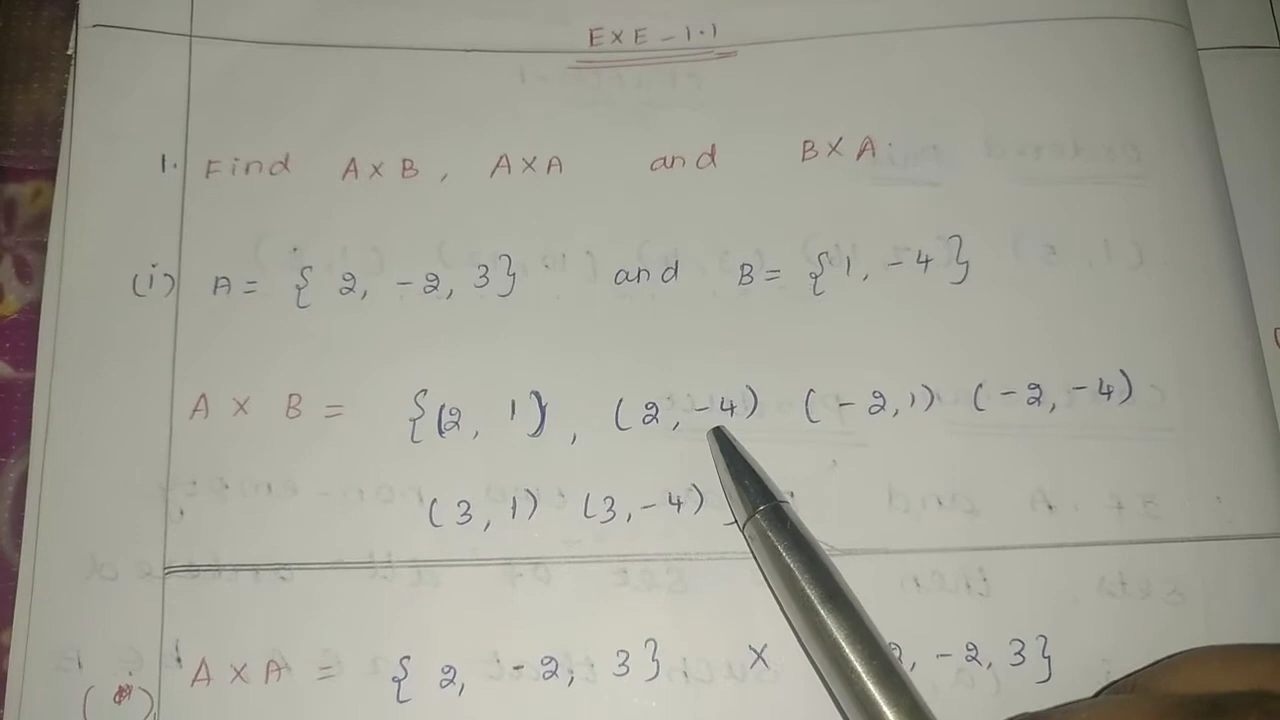 EXE-1.1
1. Find A×B, A×A and B×A.
(i) A = { 2, -2, 3} and B = {1, -4}
A × B = {(2, 1), (2, -4) (-2, 1) (-2, -4)
(3, 1) (3, -4)
A×A = { 2, -2, 3} × 2, -2, 3}